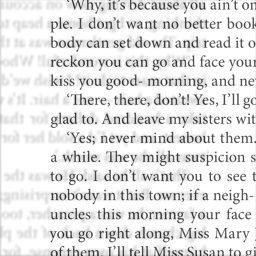 'Why, it's because you ain't on
ple. I don't want no better book
body can set down and read it o
reckon you can go and face your
kiss you good- morning, and ne
'There, there, don't! Yes, I'll go
glad to. And leave my sisters wit
'Yes; never mind about them.
a while. They might suspicion s
to go. I don't want you to see t
nobody in this town; if a neigh-
uncles this morning your face
you go right along, Miss Mary J
of them. I'll tell Miss Susan to gi